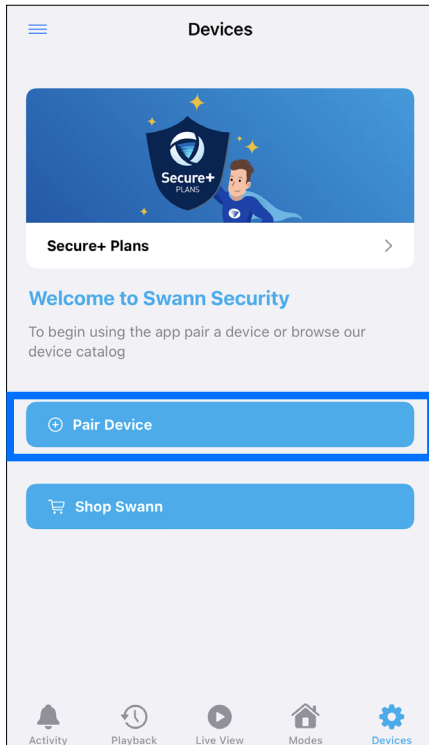 Devices
Secure+
PLANS
Secure+ Plans
Welcome to Swann Security
To begin using the app pair a device or browse our
device catalog
Pair Device
Shop Swann
Activity
Playback
Live View
Modes
Devices